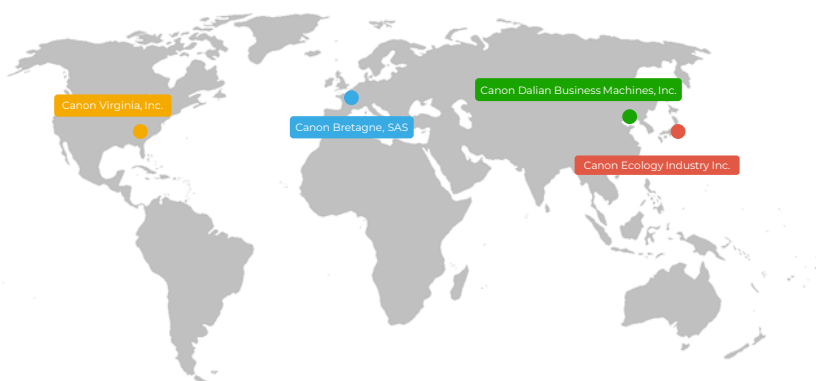 Canon Dalian Business Machines, Inc.
Canon Virginia, Inc.
Canon Bretagne, SAS
Canon Ecology Industry Inc.